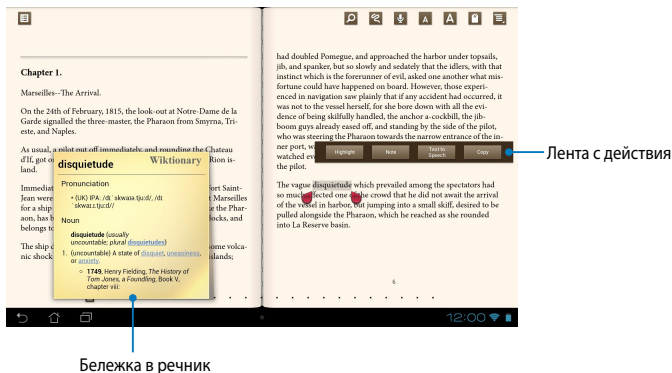 Chapter 1.
Marseilles--The Arrival.
On the 24th of February, 1815, the look-out at Notre-Dame de la
Garde signalled the three-master, the Pharaon from Smyrna, Tri-
este, and Naples.
As usual, a pilot put off immediately, and rounding the Chateau
d'If, got on
Rion is-
land.
Immediat
Fort Saint-
Jean were
Marseilles
for a ship
e the Phar-
aon, has b
ocks, and
belongs to
The ship d
ome volca-
nic shock
slands;
disquietude
Wiktionary
Pronunciation
• (UK) IPA: /dɪˈskwaɪə.tjuːd/, /dɪ
ˈskwaɪɪ.tjuːd//
Noun
disquietude (usually
uncountable; plural disquietudes)
1. (uncountable) A state of disquiet, uneasiness,
or anxiety.
1749, Henry Fielding, The History of
Tom Jones, a Foundling, Book V,
chapter viii:
had doubled Pomegue, and approached the harbor under topsails,
jib, and spanker, but so slowly and sedately that the idlers, with that
instinct which is the forerunner of evil, asked one another what mis-
fortune could have happened on board. However, those experi-
enced in navigation saw plainly that if any accident had occurred, it
was not to the vessel herself, for she bore down with all the evi-
dence of being skilfully handled, the anchor a-cockbill, the jib-
boom guys already eased off, and standing by the side of the pilot,
who was steering the Pharaon towards the narrow entrance of the in-
ner port, w
watched ev
the pilot.
Highlight
Note
Text to
Speech
Copy
The vague disquietude which prevailed among the spectators had
so much affected one of the crowd that he did not await the arrival
of the vessel in harbor, but jumping into a small skiff, desired to be
pulled alongside the Pharaon, which he reached as she rounded
into La Reserve basin.
6
12:00
Лента с действия
Бележка в речник